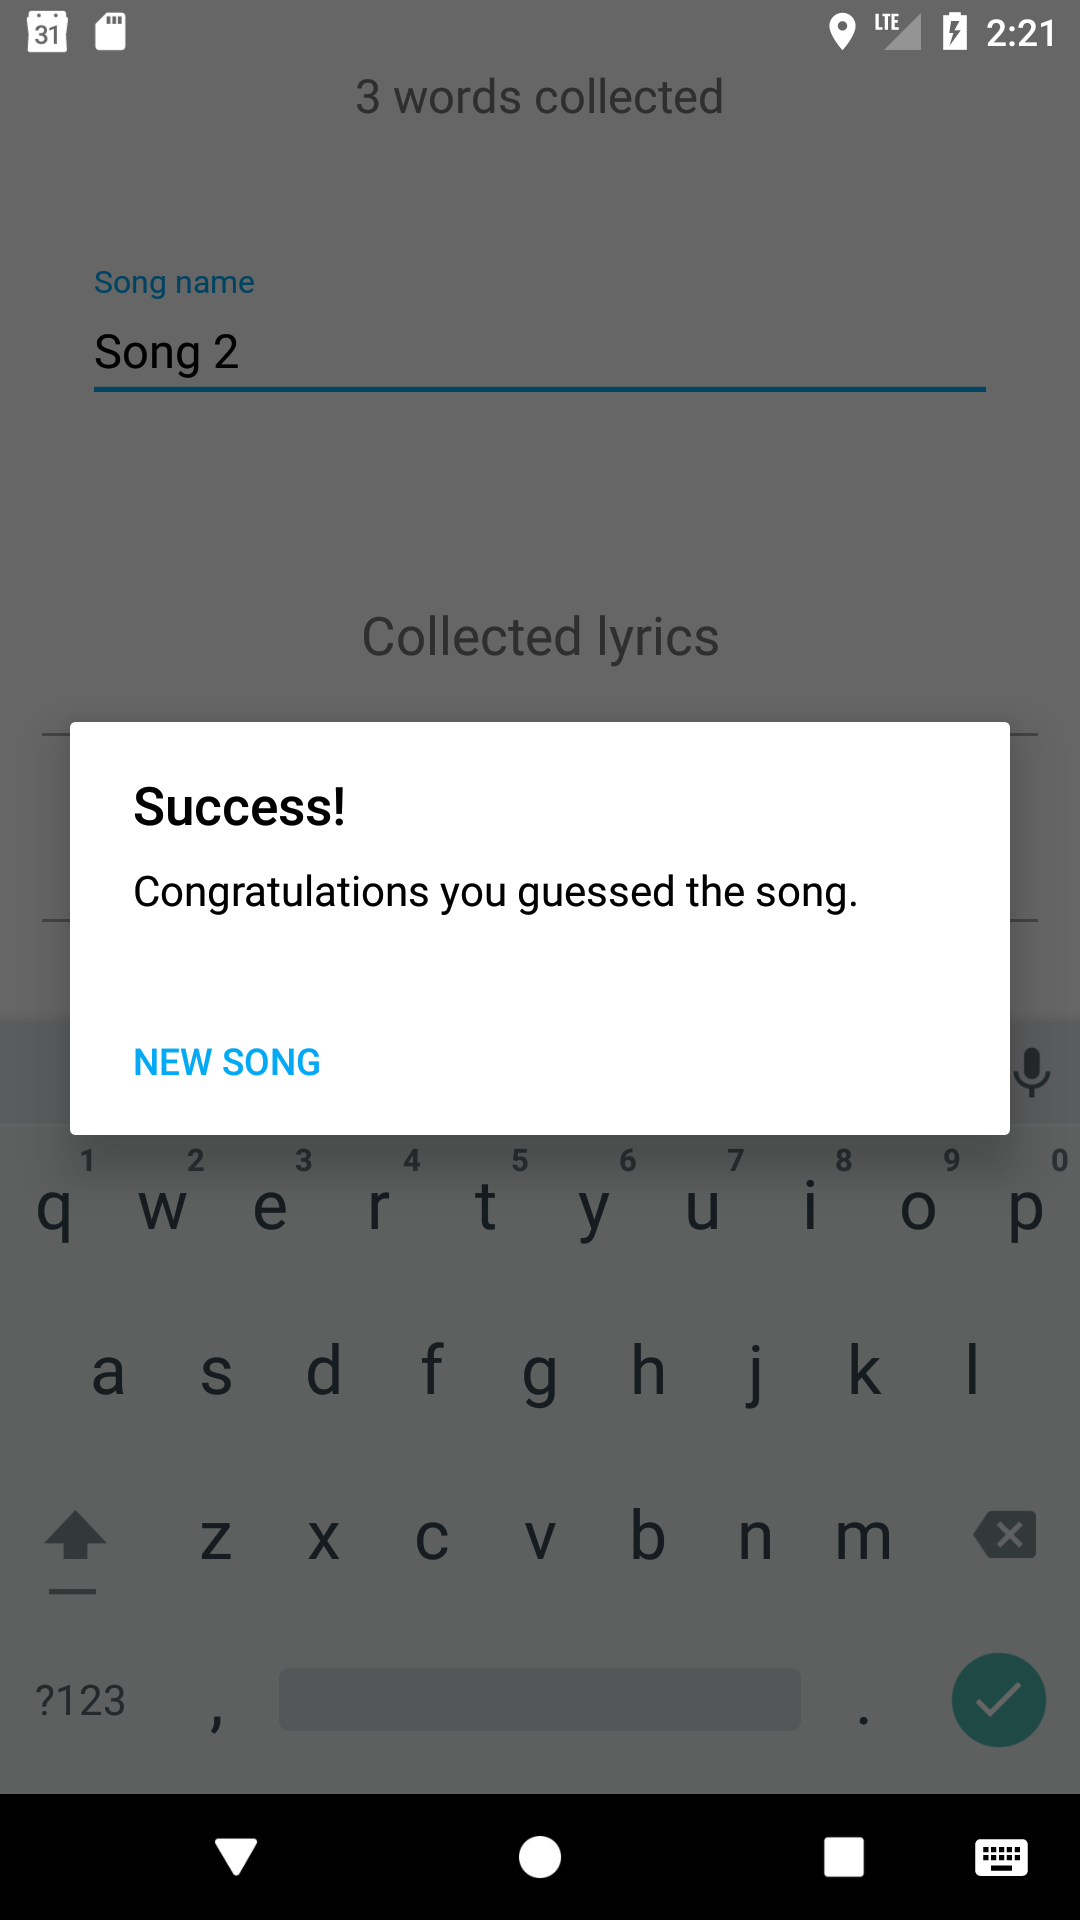 31 LTE 2:21
3 words collected
Song name
Song 2
Collected lyrics
Success!
Congratulations you guessed the song.
NEW SONG
1 2 3 4 5 6 7 8 9 0
q w e r t y u i o p
a s d f g h j k l
z x c v b n m
?123 , .